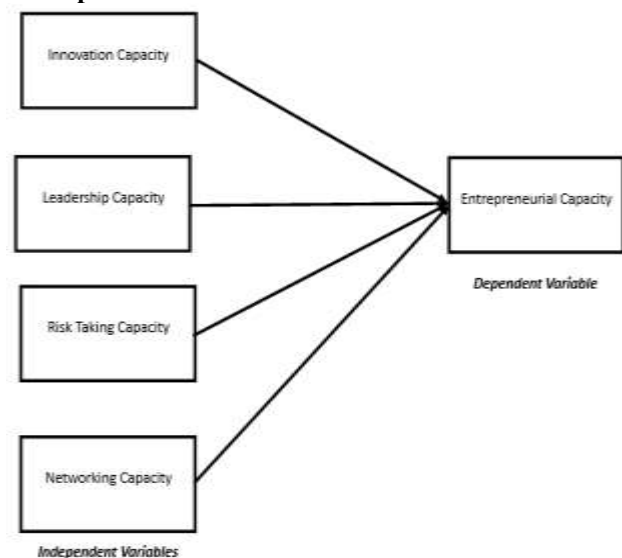 Innovation Capacity
Leadership Capacity
Entrepreneurial Capacity
Dependent Variable
Risk Taking Capacity
Networking Capacity
Independent Variables